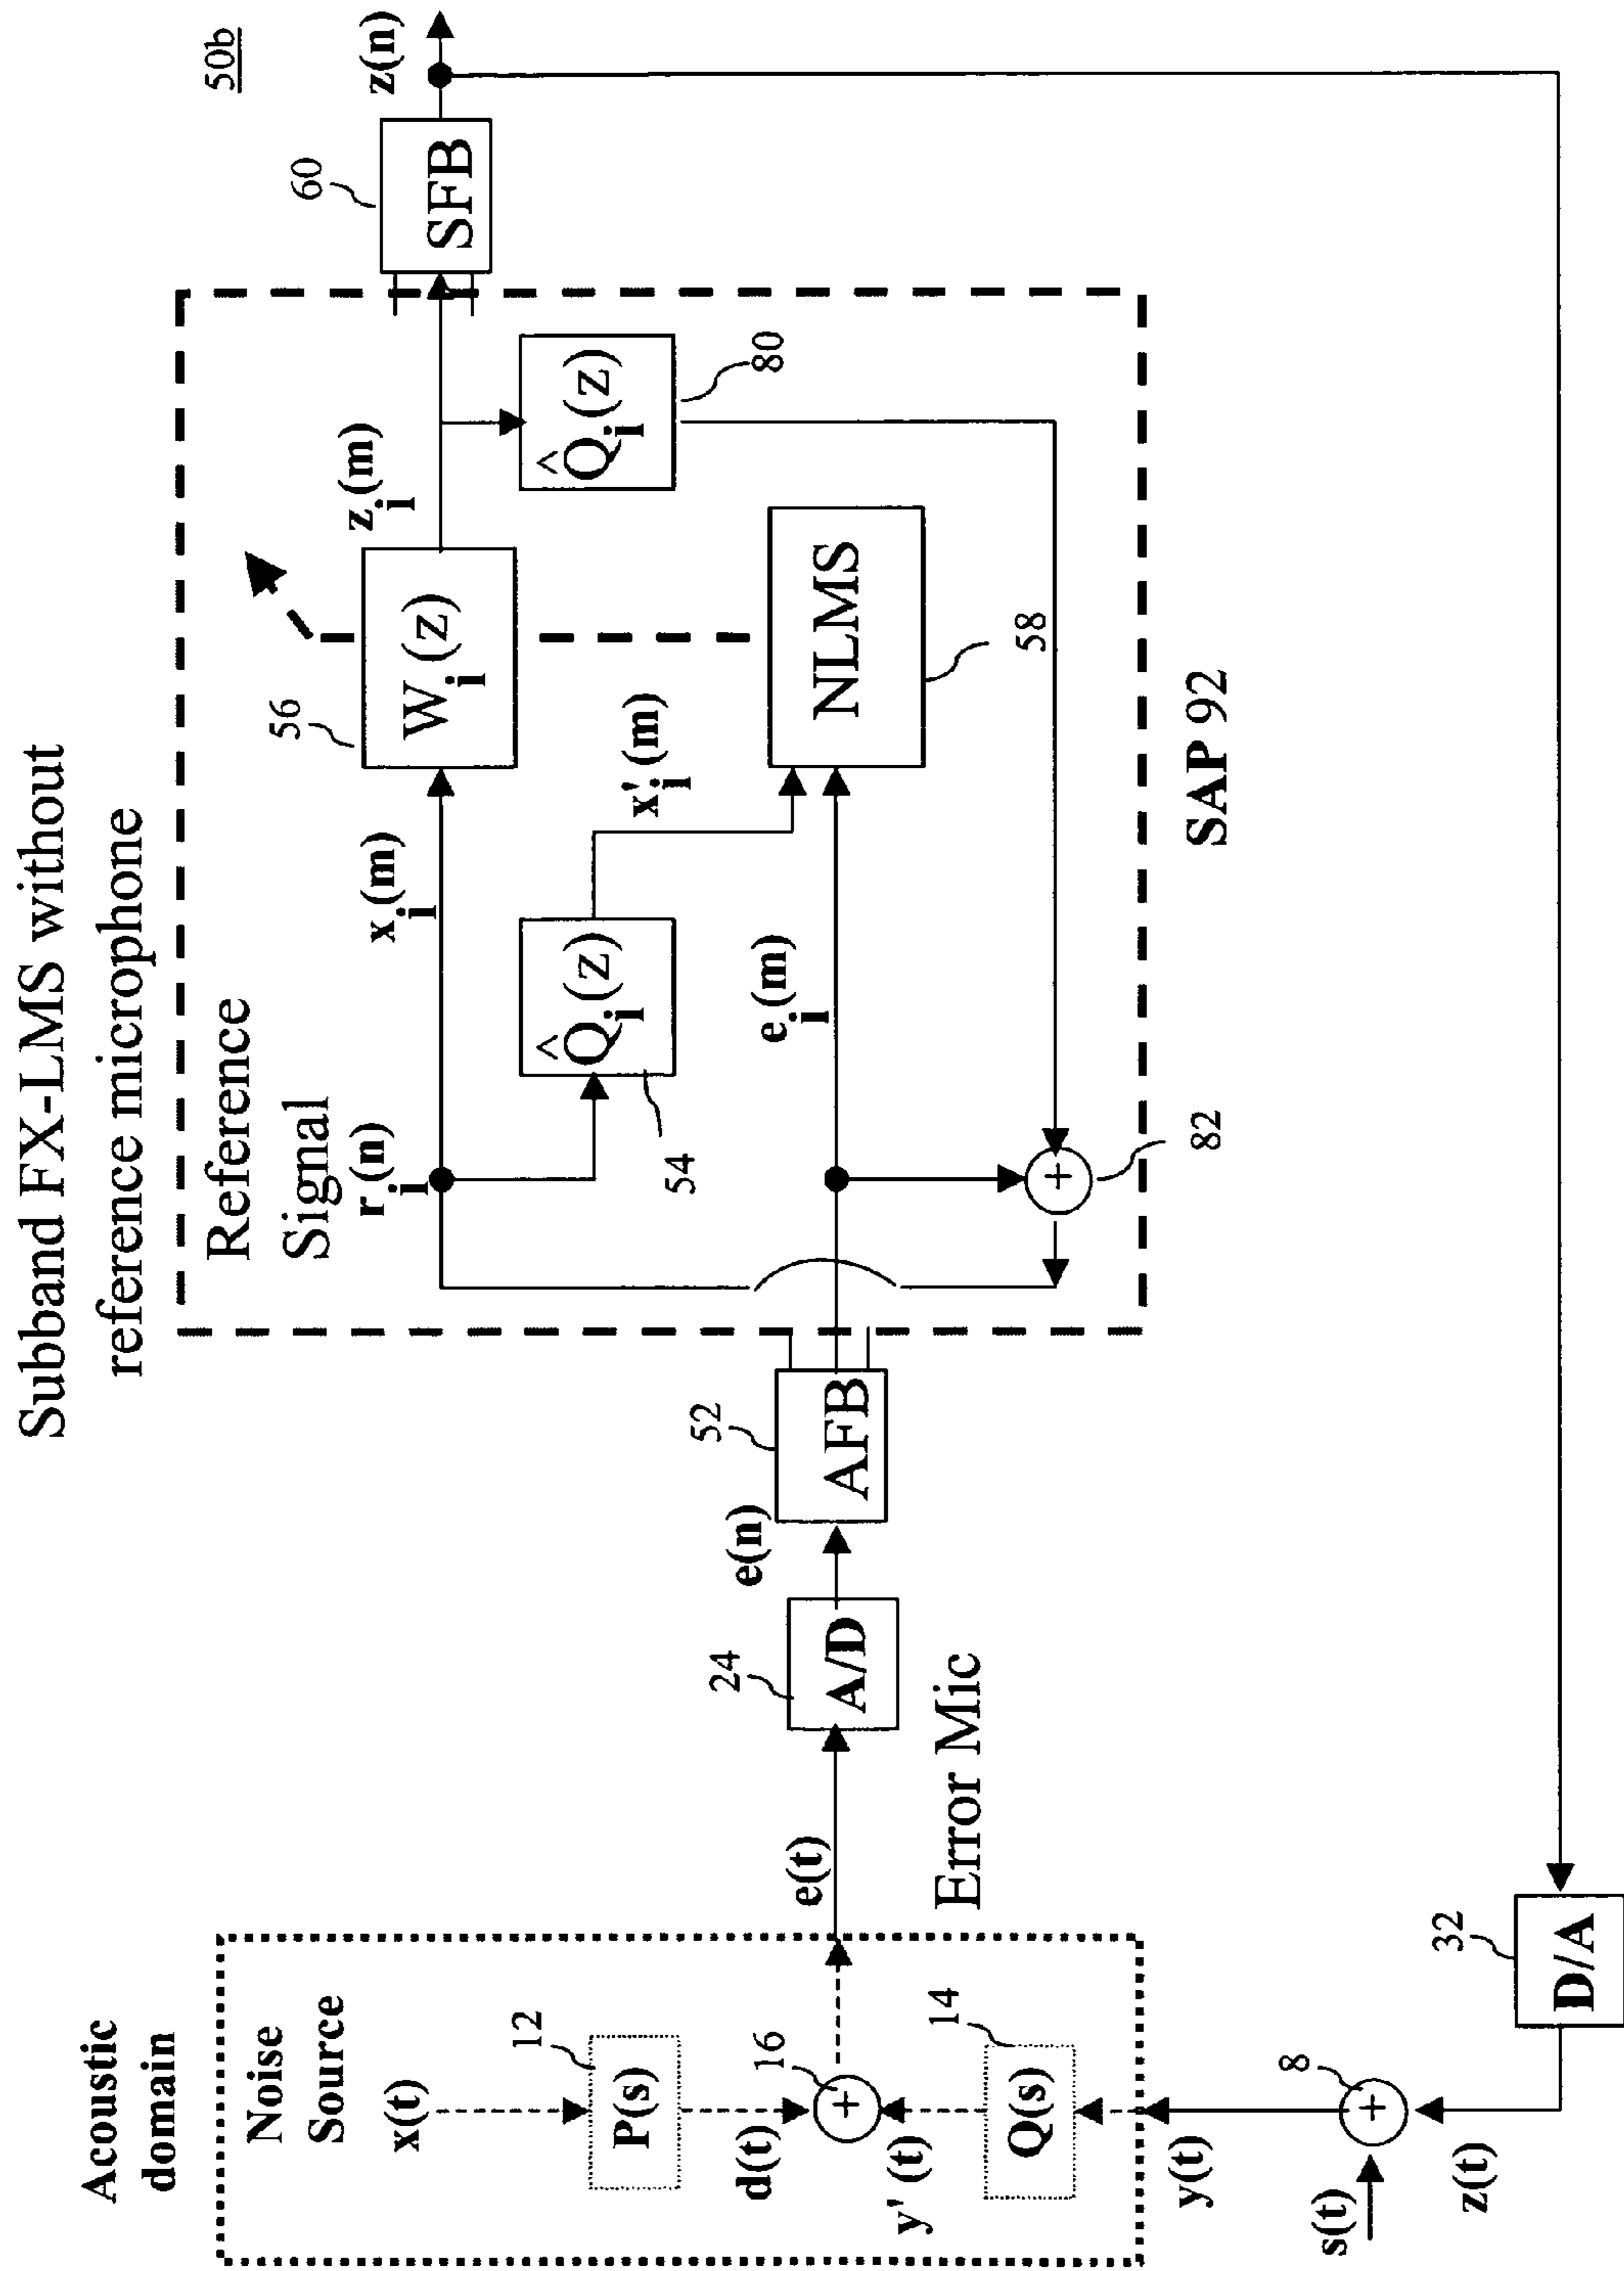 Subband FX-LMS without
reference microphone
50b
Acoustic
domain
Noise
Source
x(t)
12
P(s)
d(t)
16
+
y'(t)
14
Q(s)
y(t)
8
+
s(t)
z(t)
32
D/A
e(t)
Error Mic
24
A/D
e(n)
52
AFB
Reference
Signal
r_i(n)
x_i(m)
56
W_i(z)
z_i(m)
60
SFB
z(n)
Q̂_i(z)
54
x'_i(m)
Q̂_i(z)
80
NLMS
58
e_i(m)
+
82
SAP 92